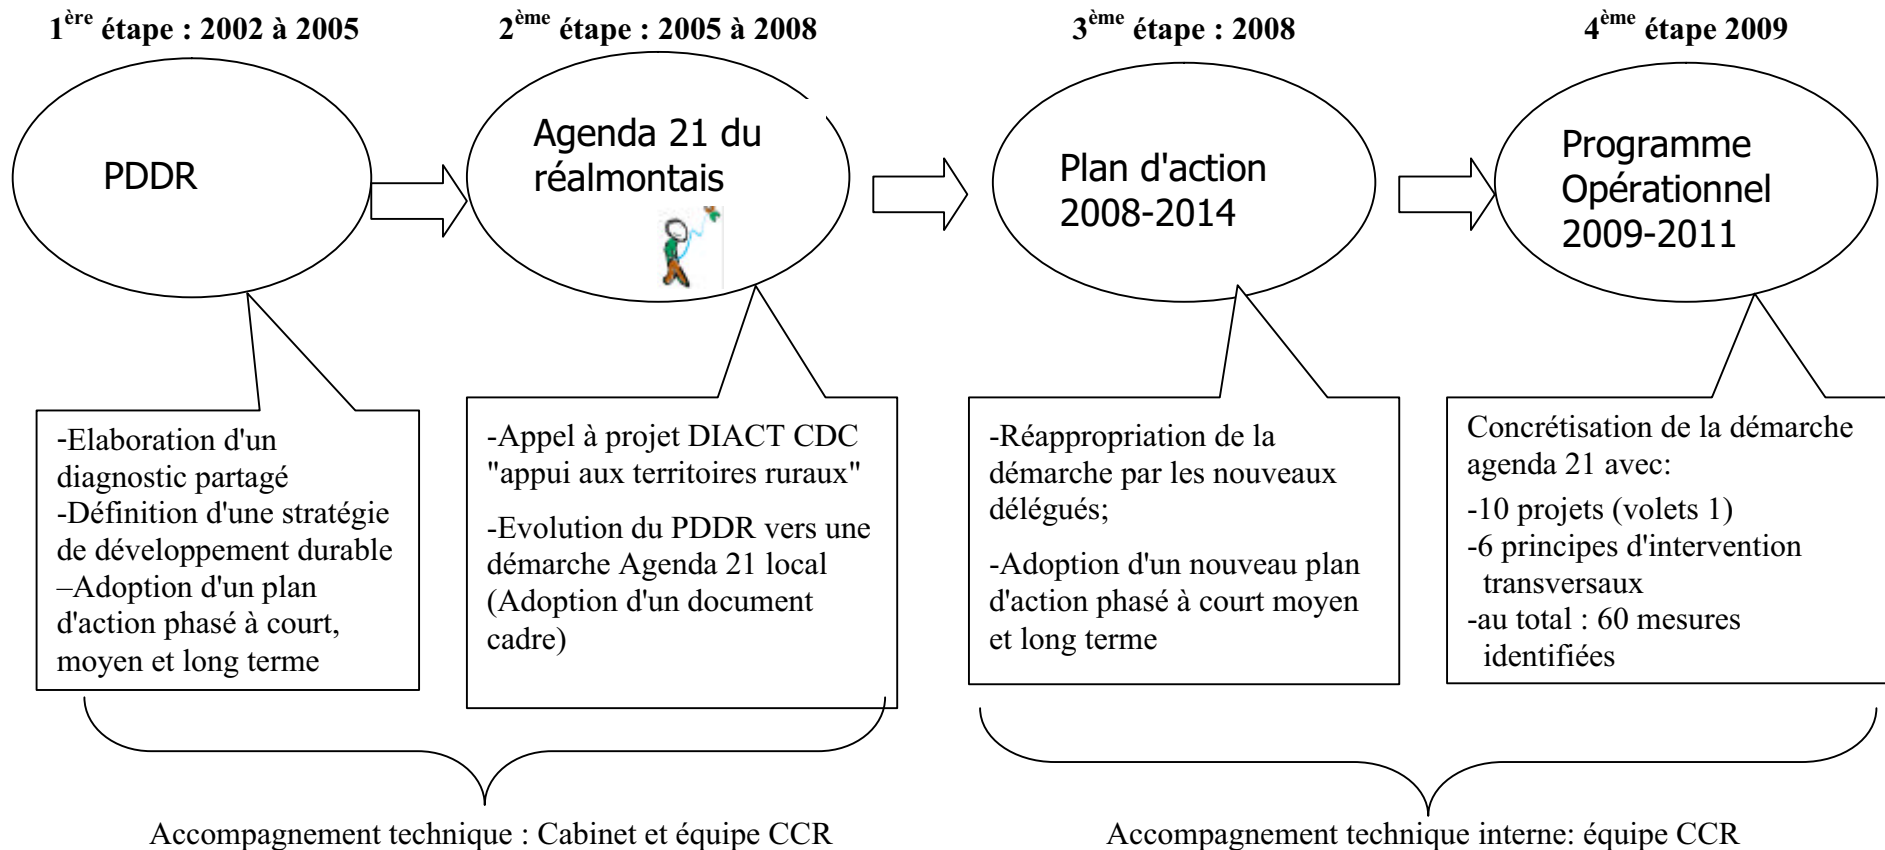 1ère étape : 2002 à 2005
2ème étape : 2005 à 2008
3ème étape : 2008
4ème étape 2009
PDDR
Agenda 21 du
réalmontais
Plan d'action
2008-2014
Programme
Opérationnel
2009-2011
-Elaboration d'un
diagnostic partagé
-Définition d'une stratégie
de développement durable
–Adoption d'un plan
d'action phasé à court,
moyen et long terme
-Appel à projet DIACT CDC
"appui aux territoires ruraux"
-Evolution du PDDR vers une
démarche Agenda 21 local
(Adoption d'un document
cadre)
-Réappropriation de la
démarche par les nouveaux
délégués;
-Adoption d'un nouveau plan
d'action phasé à court moyen
et long terme
Concrétisation de la démarche
agenda 21 avec:
-10 projets (volets 1)
-6 principes d'intervention
transversaux
-au total : 60 mesures
identifiées
Accompagnement technique : Cabinet et équipe CCR
Accompagnement technique interne: équipe CCR